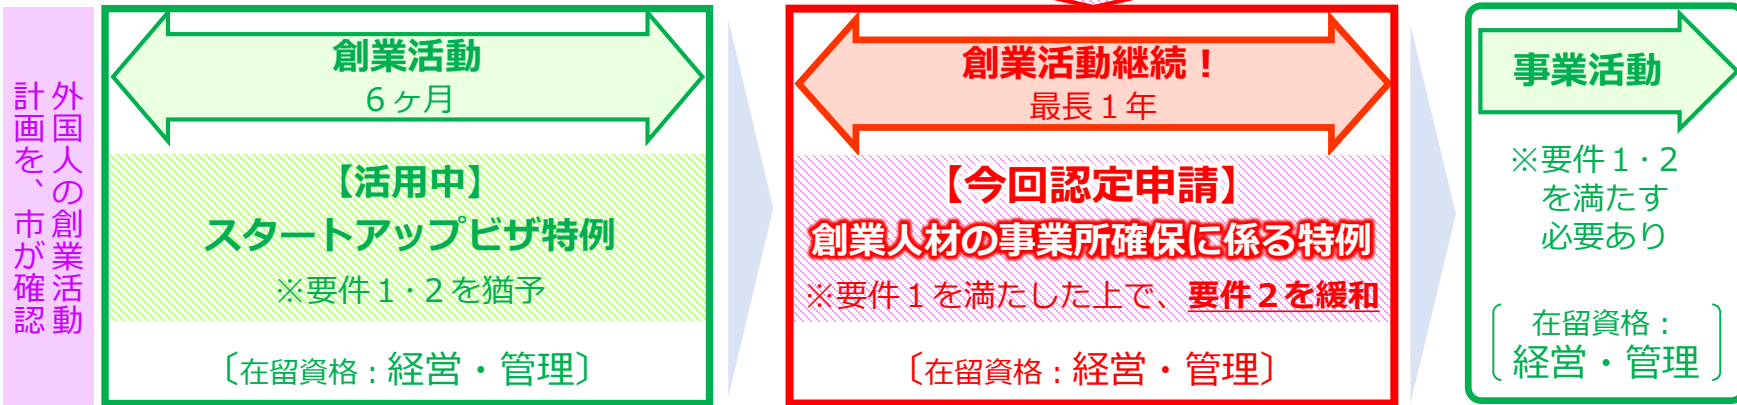 外国人の創業活動
計画を、市が確認
創業活動
6ヶ月
【活用中】
スタートアップビザ特例
※要件1・2を猶予
〔在留資格：経営・管理〕
創業活動継続！
最長1年
【今回認定申請】
創業人材の事業所確保に係る特例
※要件1を満たした上で、要件2を緩和
〔在留資格：経営・管理〕
事業活動
※要件1・2
を満たす
必要あり
在留資格：
経営・管理